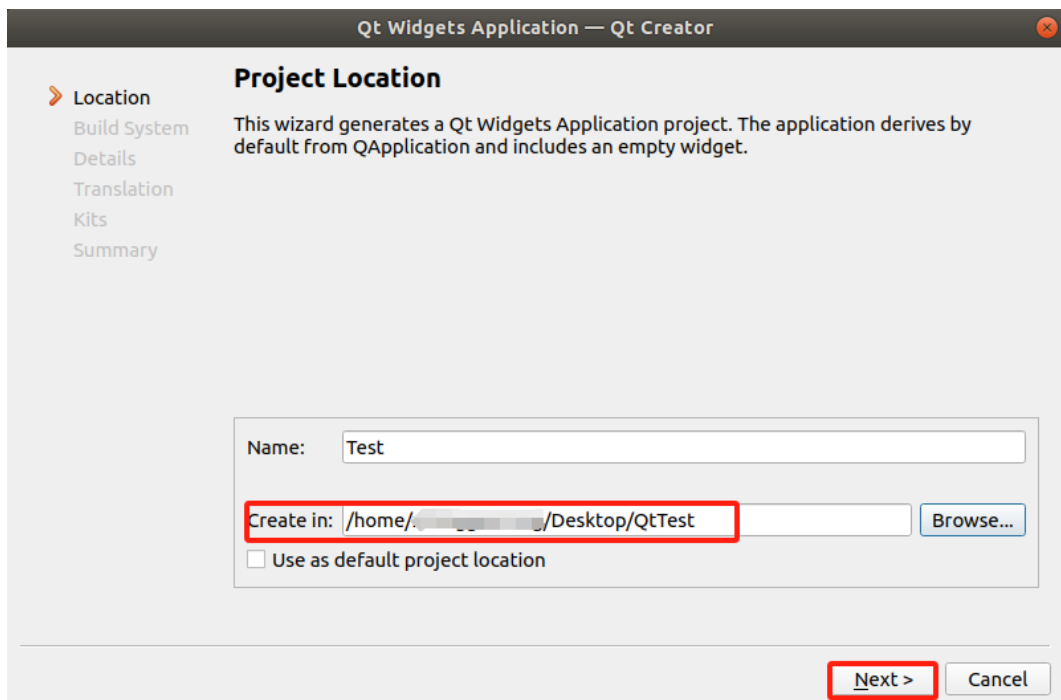 Qt Widgets Application — Qt Creator
Location
Build System
Details
Translation
Kits
Summary
Project Location
This wizard generates a Qt Widgets Application project. The application derives by
default from QApplication and includes an empty widget.
Name: Test
Create in: /home/ /Desktop/QtTest Browse...
Use as default project location
Next > Cancel